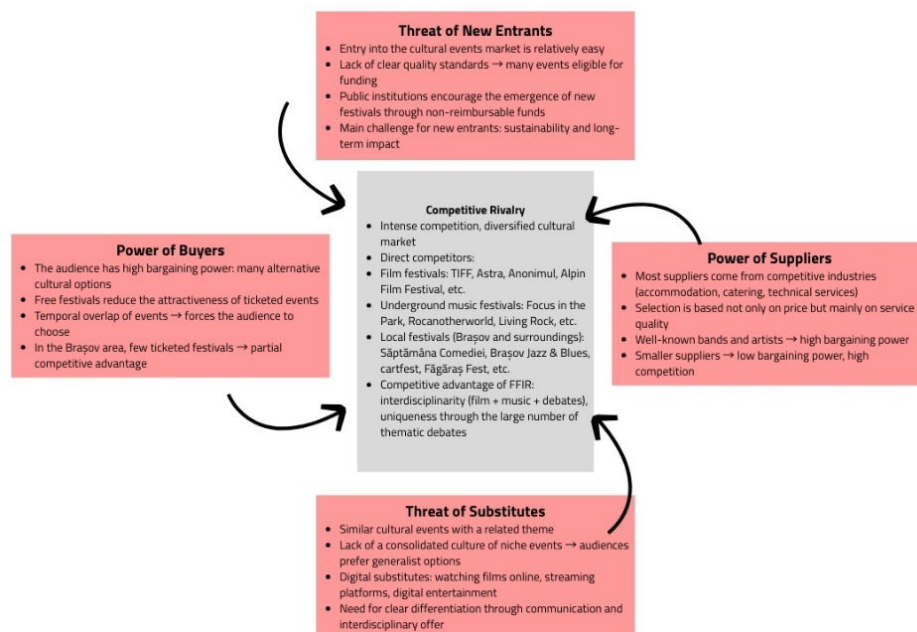 Threat of New Entrants
• Entry into the cultural events market is relatively easy
• Lack of clear quality standards → many events eligible for
funding
• Public institutions encourage the emergence of new
festivals through non-reimbursable funds
• Main challenge for new entrants: sustainability and long-
term impact
Competitive Rivalry
• Intense competition, diversified cultural
market
• Direct competitors:
• Film festivals: TIFF, Astra, Anonimul, Alpin
Film Festival, etc.
• Underground music festivals: Focus in the
Park, Rocanotherworld, Living Rock, etc.
• Local festivals (Brașov and surroundings):
Săptămâna Comediei, Brașov Jazz & Blues,
cartfest, Făgăraș Fest, etc.
• Competitive advantage of FFIR:
interdisciplinarity (film + music + debates),
uniqueness through the large number of
thematic debates
Power of Buyers
• The audience has high bargaining power: many alternative
cultural options
• Free festivals reduce the attractiveness of ticketed events
• Temporal overlap of events → forces the audience to
choose
• In the Brașov area, few ticketed festivals → partial
competitive advantage
Power of Suppliers
• Most suppliers come from competitive industries
(accommodation, catering, technical services)
• Selection is based not only on price but mainly on service
quality
• Well-known bands and artists → high bargaining power
• Smaller suppliers → low bargaining power, high
competition
Threat of Substitutes
• Similar cultural events with a related theme
• Lack of a consolidated culture of niche events → audiences
prefer generalist options
• Digital substitutes: watching films online, streaming
platforms, digital entertainment
• Need for clear differentiation through communication and
interdisciplinary offer